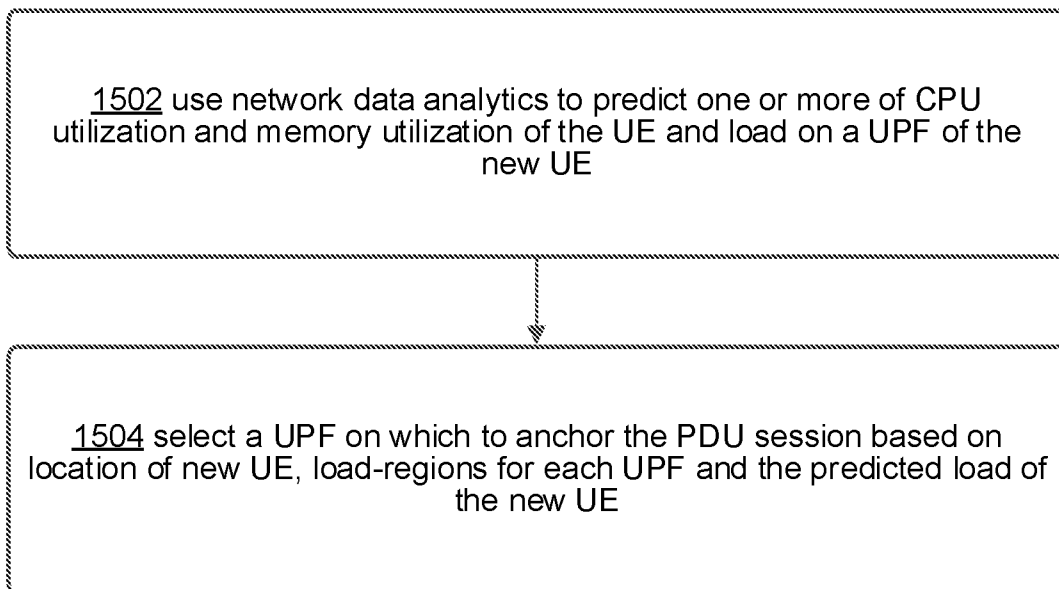 1502 use network data analytics to predict one or more of CPU
utilization and memory utilization of the UE and load on a UPF of the
new UE
1504 select a UPF on which to anchor the PDU session based on
location of new UE, load-regions for each UPF and the predicted load of
the new UE